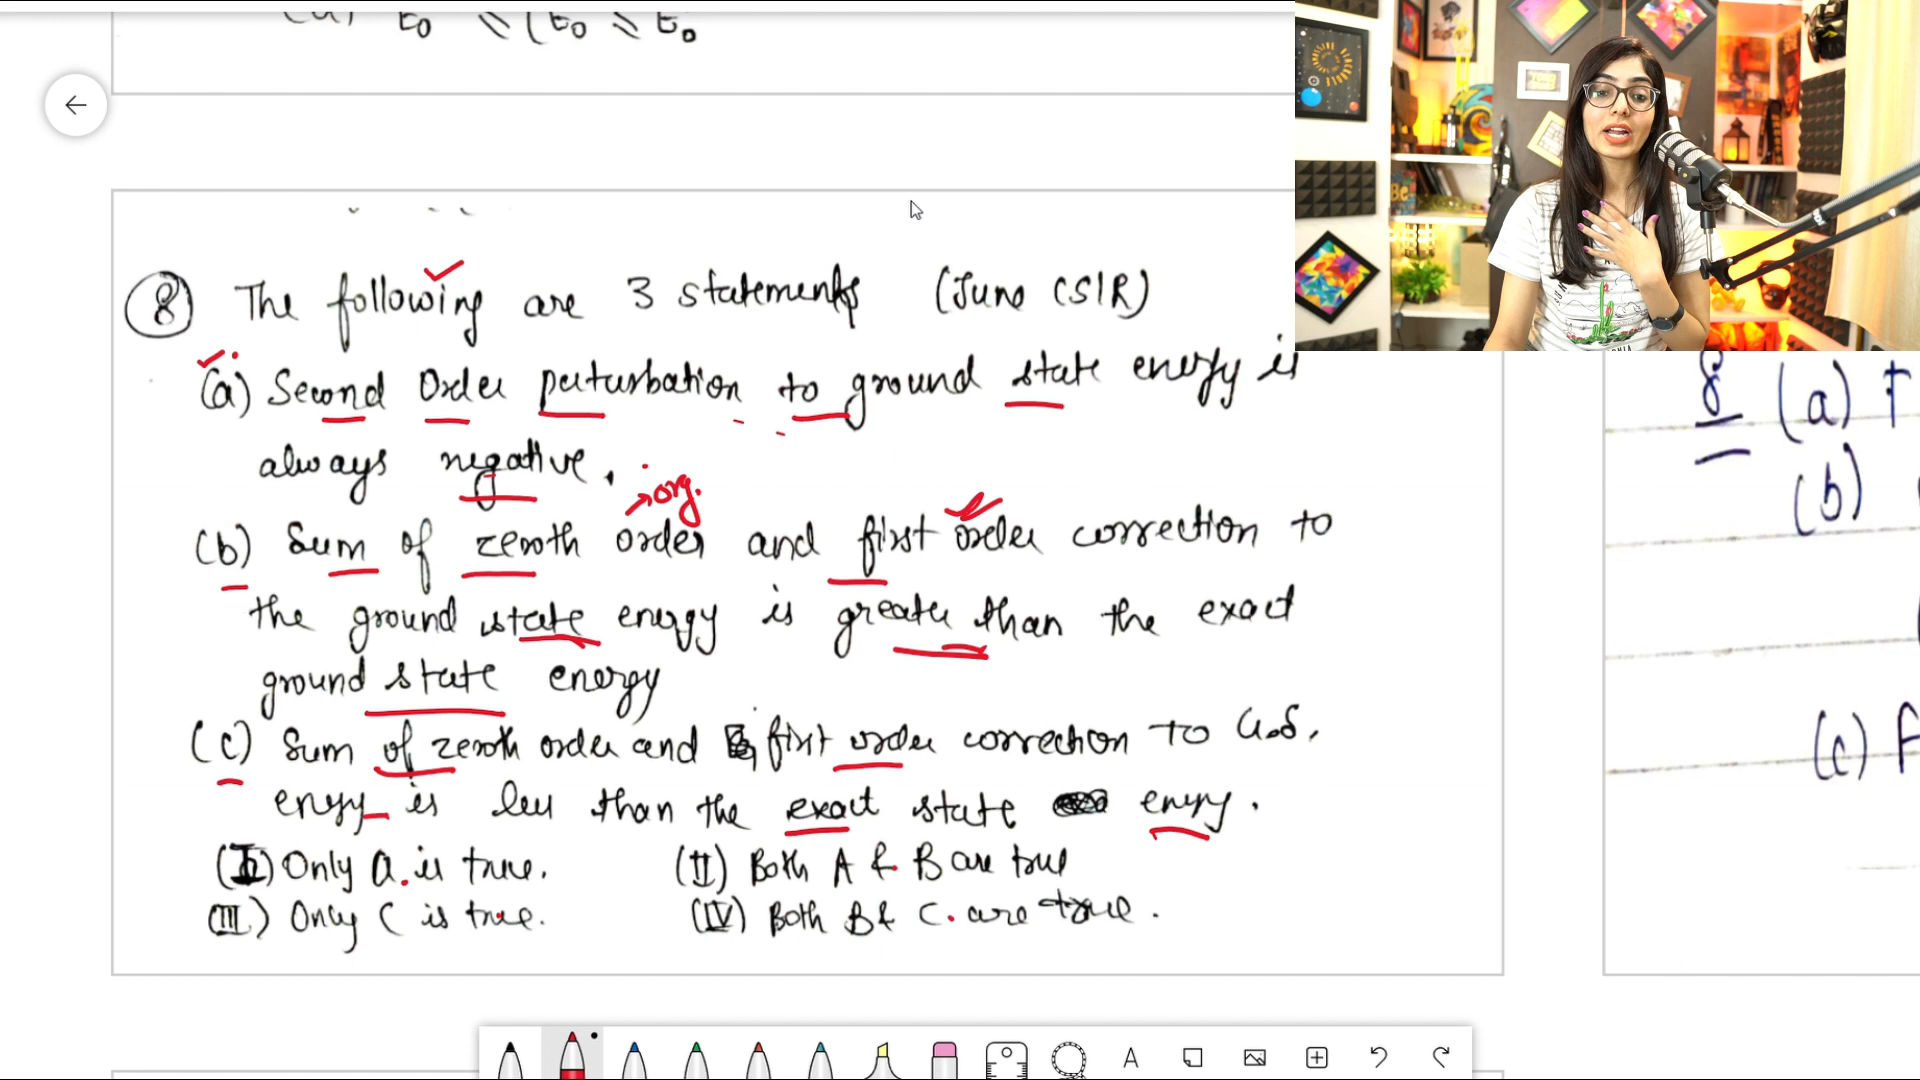 8 The following are 3 statements (June CSIR)
(a) Second Order perturbation to ground state energy is
always negative.
→org.
(b) Sum of zeroth order and first order correction to
the ground state energy is greater than the exact
ground state energy
(c) Sum of zeroth order and first order correction to G.S.
energy is less than the exact state energy.
(I) Only a is true. (II) Both A & B are true
(III) Only C is true. (IV) Both B & C are true.
8 (a) T
(b)
(c) F
A